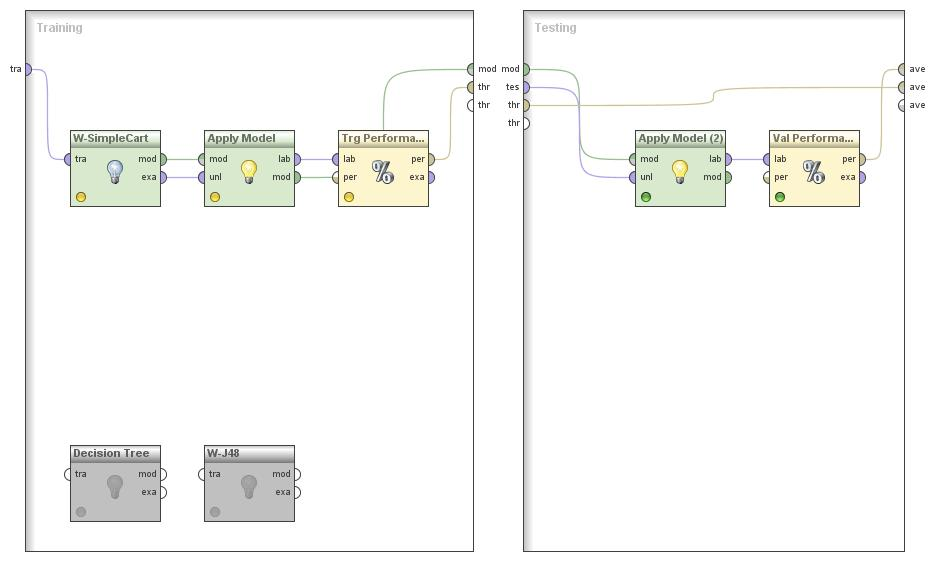 Training
Testing
tra
mod mod
ave
tes
thr
ave
thr thr
ave
thr
W-SimpleCart
Apply Model
Trg Performa...
Apply Model (2)
Val Performa...
tra mod
mod lab
lab per
mod lab
lab per
exa
unl mod
per exa
unl mod
per exa
Decision Tree
W-J48
tra mod
tra mod
exa
exa